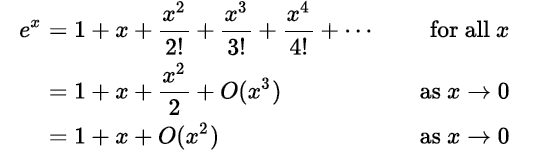 e^x = 1 + x + x^2/2! + x^3/3! + x^4/4! + ⋯ for all x
= 1 + x + x^2/2 + O(x^3) as x → 0
= 1 + x + O(x^2) as x → 0